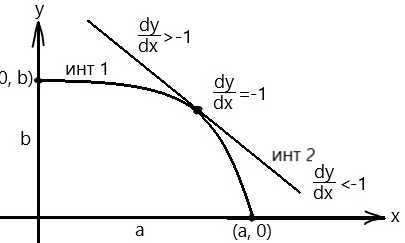 y
dy/dx >-1
инт 1
0, b)
dy/dx =-1
b
инт 2
dy/dx <-1
x
a
(a, 0)